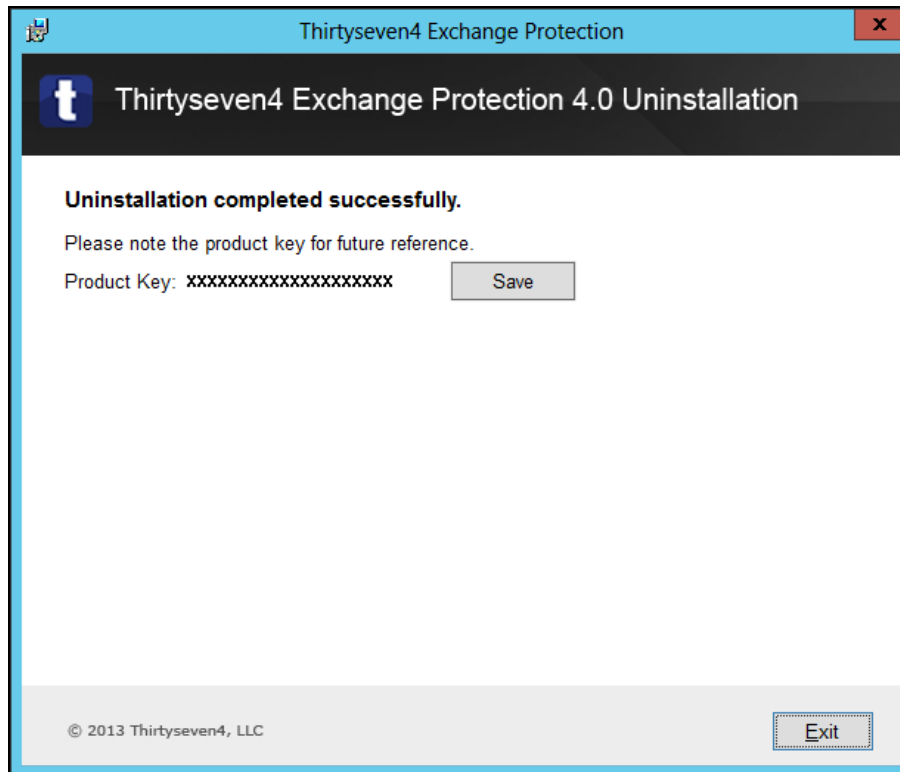 Thirtyseven4 Exchange Protection
x
t Thirtyseven4 Exchange Protection 4.0 Uninstallation
Uninstallation completed successfully.
Please note the product key for future reference.
Product Key: xxxxxxxxxxxxxxxxxxxx Save
© 2013 Thirtyseven4, LLC
Exit